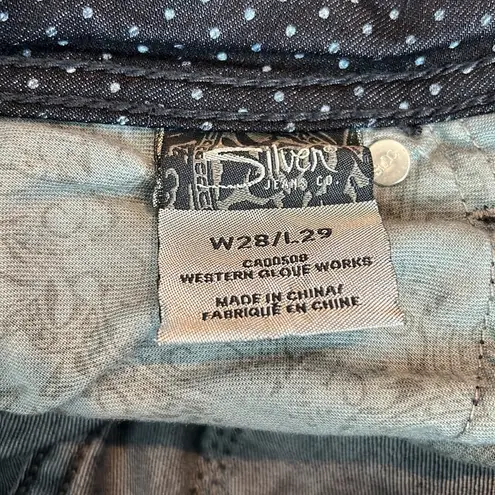 Silver
JEANS CO.
W28/L29
CA00508
WESTERN GLOVE WORKS
MADE IN CHINA/
FABRIQUÉ EN CHINE